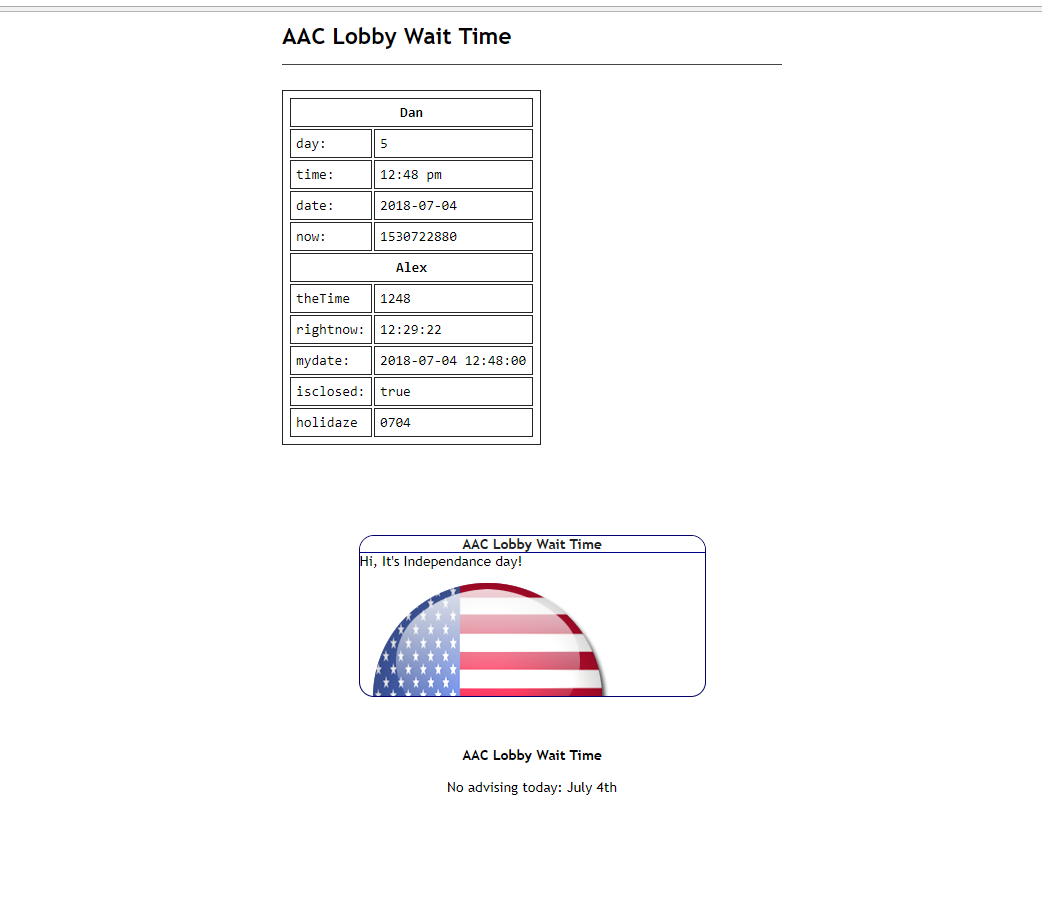 AAC Lobby Wait Time
Dan
day: 5
time: 12:48 pm
date: 2018-07-04
now: 1530722880
Alex
theTime 1248
rightnow: 12:29:22
mydate: 2018-07-04 12:48:00
isclosed: true
holidaze 0704
AAC Lobby Wait Time
Hi, It's Independance day!
AAC Lobby Wait Time
No advising today: July 4th